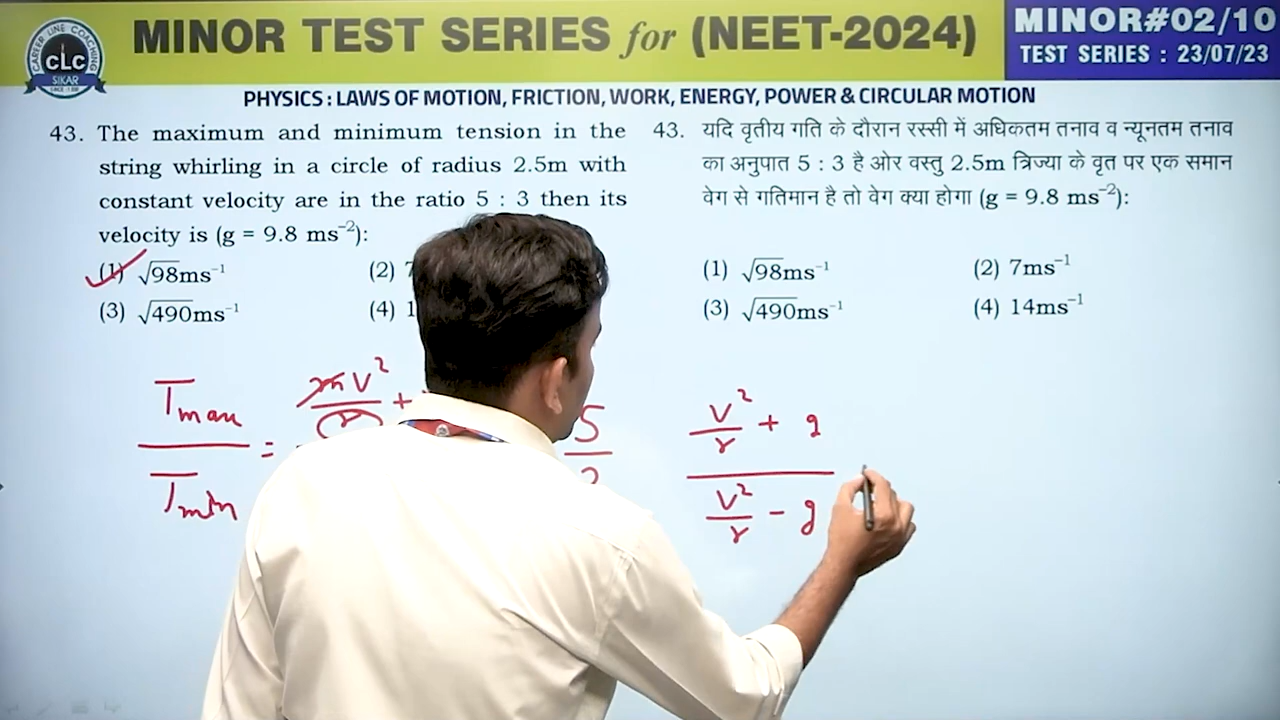 CAREER LINE COACHING
CLC
SIKAR
MINOR TEST SERIES for (NEET-2024)
MINOR#02/10
TEST SERIES : 23/07/23
PHYSICS : LAWS OF MOTION, FRICTION, WORK, ENERGY, POWER & CIRCULAR MOTION
43. The maximum and minimum tension in the
string whirling in a circle of radius 2.5m with
constant velocity are in the ratio 5 : 3 then its
velocity is (g = 9.8 ms⁻²):
(1) √98ms⁻¹ (2) 7
(3) √490ms⁻¹ (4) 1
43. यदि वृतीय गति के दौरान रस्सी में अधिकतम तनाव व न्यूनतम तनाव
का अनुपात 5 : 3 है ओर वस्तु 2.5m त्रिज्या के वृत पर एक समान
वेग से गतिमान है तो वेग क्या होगा (g = 9.8 ms⁻²):
(1) √98ms⁻¹ (2) 7ms⁻¹
(3) √490ms⁻¹ (4) 14ms⁻¹
Tmax
Tmin
=
mv²
r
+
5
v²
r
+ g
v²
r
- g